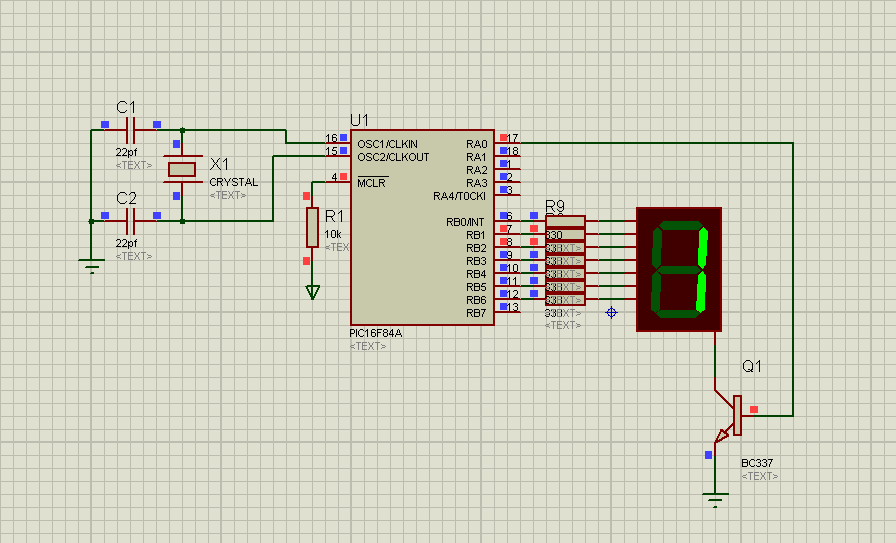 C1
22pf
<TEXT>
X1
CRYSTAL
<TEXT>
C2
22pf
<TEXT>
R1
10k
<TEX
U1
16 OSC1/CLKIN
15 OSC2/CLKOUT
4 MCLR
RA0 17
RA1 18
RA2 1
RA3 2
RA4/T0CKI 3
RB0/INT 6
RB1 7
RB2 8
RB3 9
RB4 10
RB5 11
RB6 12
RB7 13
PIC16F84A
<TEXT>
R9
330
<TEXT>
Q1
BC337
<TEXT>